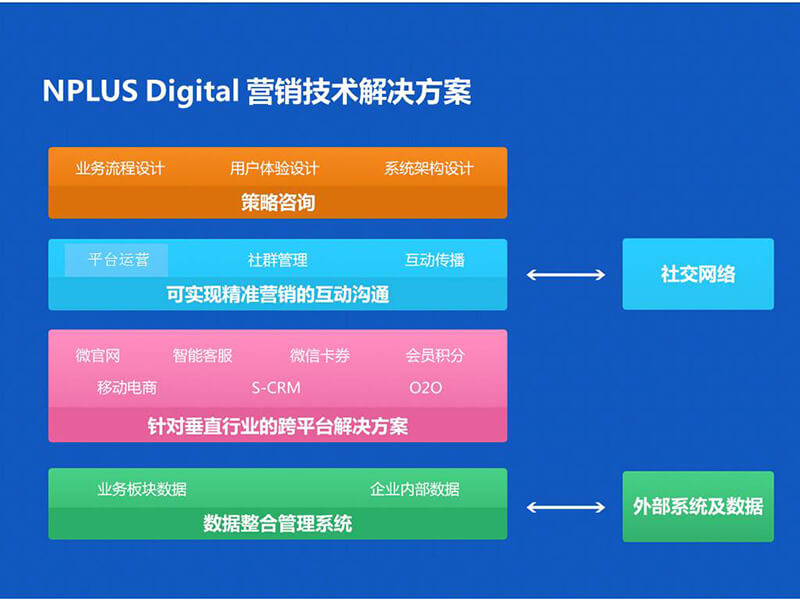 NPLUS Digital 营销技术解决方案
业务流程设计 用户体验设计 系统架构设计
策略咨询
平台运营 社群管理 互动传播
可实现精准营销的互动沟通
社交网络
微官网 智能客服 微信卡券 会员积分
移动电商 S-CRM O2O
针对垂直行业的跨平台解决方案
业务板块数据 企业内部数据
数据整合管理系统
外部系统及数据